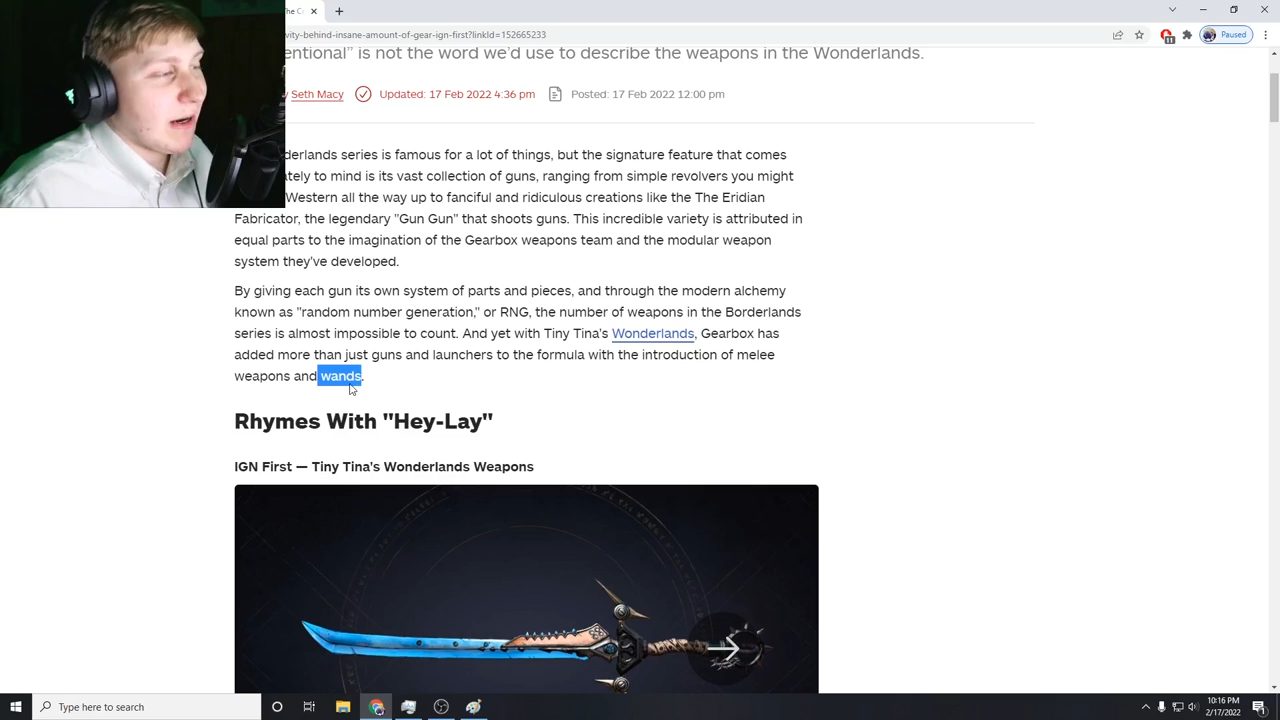 Paused
vity-behind-insane-amount-of-gear-ign-first?linkId=152665233
11
entional" is not the word we'd use to describe the weapons in the Wonderlands.
Seth Macy Updated: 17 Feb 2022 4:36 pm Posted: 17 Feb 2022 12:00 pm
derlands series is famous for a lot of things, but the signature feature that comes
ately to mind is its vast collection of guns, ranging from simple revolvers you might
Western all the way up to fanciful and ridiculous creations like the The Eridian
Fabricator, the legendary "Gun Gun" that shoots guns. This incredible variety is attributed in
equal parts to the imagination of the Gearbox weapons team and the modular weapon
system they've developed.
By giving each gun its own system of parts and pieces, and through the modern alchemy
known as "random number generation," or RNG, the number of weapons in the Borderlands
series is almost impossible to count. And yet with Tiny Tina's Wonderlands, Gearbox has
added more than just guns and launchers to the formula with the introduction of melee
weapons and wands.
Rhymes With "Hey-Lay"
IGN First — Tiny Tina's Wonderlands Weapons
Type here to search
10:16 PM
2/17/2022
1